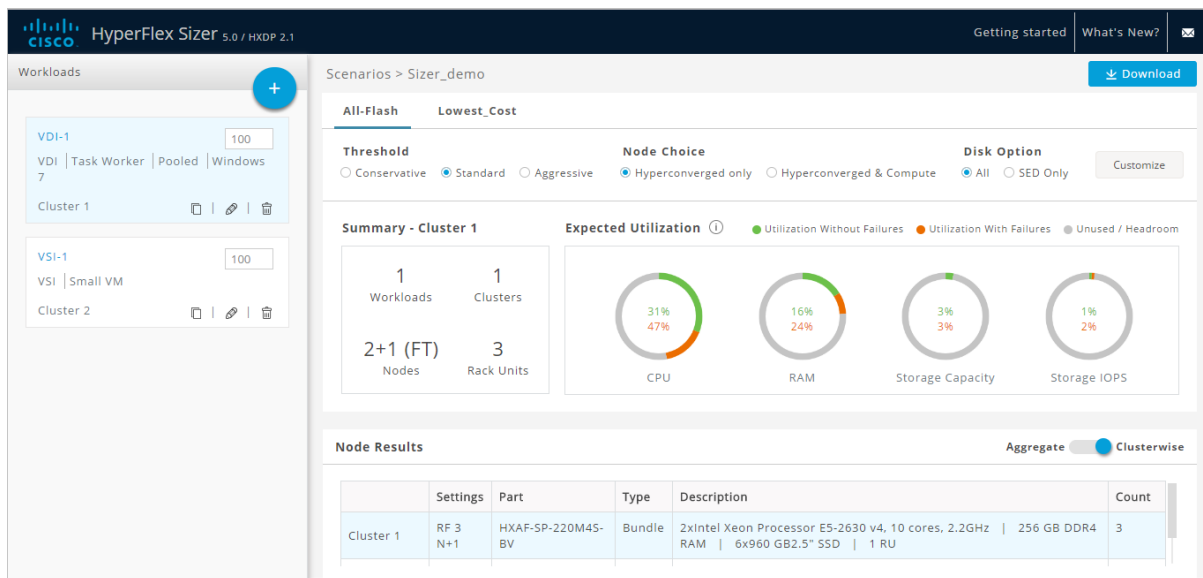 CISCO HyperFlex Sizer 5.0 / HXDP 2.1
Getting started
What's New?
Workloads
+
VDI-1
100
VDI | Task Worker | Pooled | Windows
7
Cluster 1
VSI-1
100
VSI | Small VM
Cluster 2
Scenarios > Sizer_demo
Download
All-Flash
Lowest_Cost
Threshold
Conservative
Standard
Aggressive
Node Choice
Hyperconverged only
Hyperconverged & Compute
Disk Option
All
SED Only
Customize
Summary - Cluster 1
1
Workloads
1
Clusters
2+1 (FT)
Nodes
3
Rack Units
Expected Utilization i
Utilization Without Failures
Utilization With Failures
Unused / Headroom
31%
47%
CPU
16%
24%
RAM
3%
3%
Storage Capacity
1%
2%
Storage IOPS
Node Results
Aggregate
Clusterwise
Settings
Part
Type
Description
Count
Cluster 1
RF 3
N+1
HXAF-SP-220M4S-
BV
Bundle
2xIntel Xeon Processor E5-2630 v4, 10 cores, 2.2GHz | 256 GB DDR4
RAM | 6x960 GB2.5" SSD | 1 RU
3